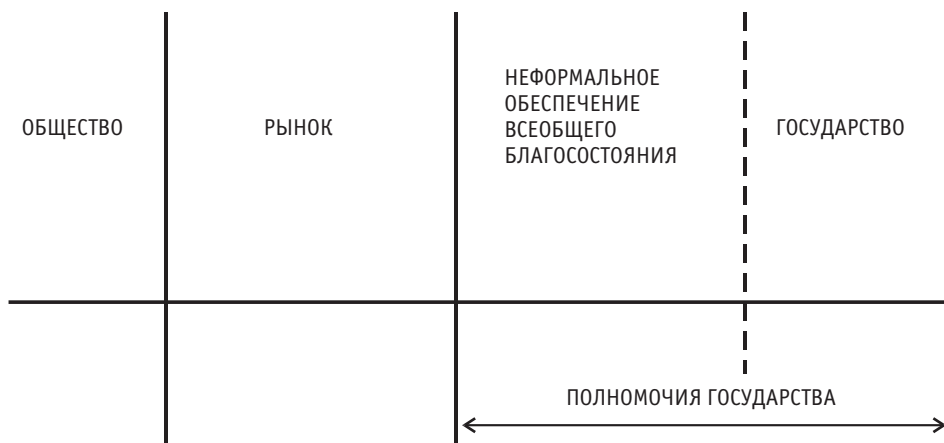 ОБЩЕСТВО
РЫНОК
НЕФОРМАЛЬНОЕ
ОБЕСПЕЧЕНИЕ
ВСЕОБЩЕГО
БЛАГОСОСТОЯНИЯ
ГОСУДАРСТВО
ПОЛНОМОЧИЯ ГОСУДАРСТВА